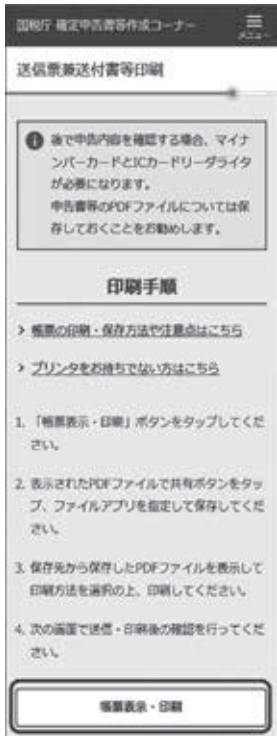 国税庁 確定申告書等作成コーナー
メニュー
送信票兼送付書等印刷
後で申告内容を確認する場合、マイナ
ンバーカードとICカードリーダライタ
が必要になります。
申告書等のPDFファイルについては保
存しておくことをお勧めします。
印刷手順
> 帳票の印刷・保存方法や注意点はこちら
> プリンタをお持ちでない方はこちら
1. 「帳票表示・印刷」ボタンをタップしてくだ
さい。
2. 表示されたPDFファイルで共有ボタンをタッ
プ、ファイルアプリを指定して保存してくだ
さい。
3. 保存先から保存したPDFファイルを表示して
印刷方法を選択の上、印刷してください。
4. 次の画面で送信・印刷後の確認を行ってくだ
さい。
帳票表示・印刷